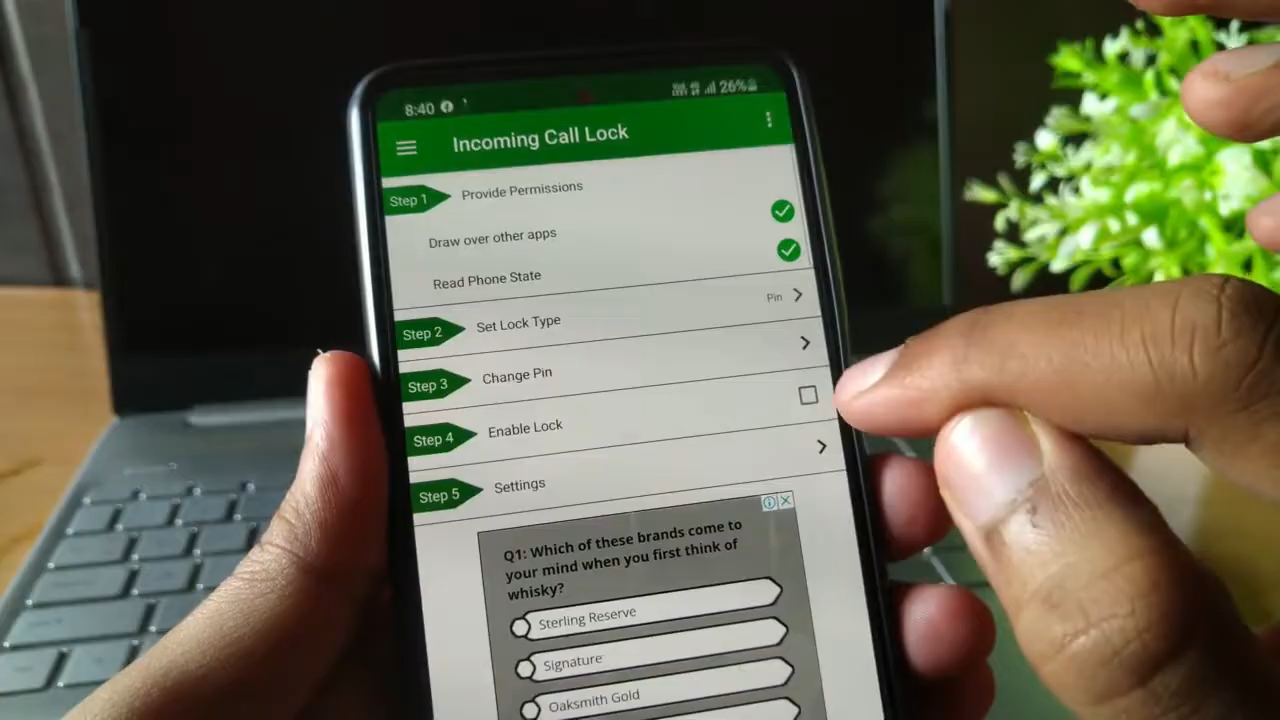 8:40
26%
Incoming Call Lock
Step 1 Provide Permissions
Draw over other apps
Read Phone State
Step 2 Set Lock Type Pin
Step 3 Change Pin
Step 4 Enable Lock
Step 5 Settings
Q1: Which of these brands come to
your mind when you first think of
whisky?
Sterling Reserve
Signature
Oaksmith Gold